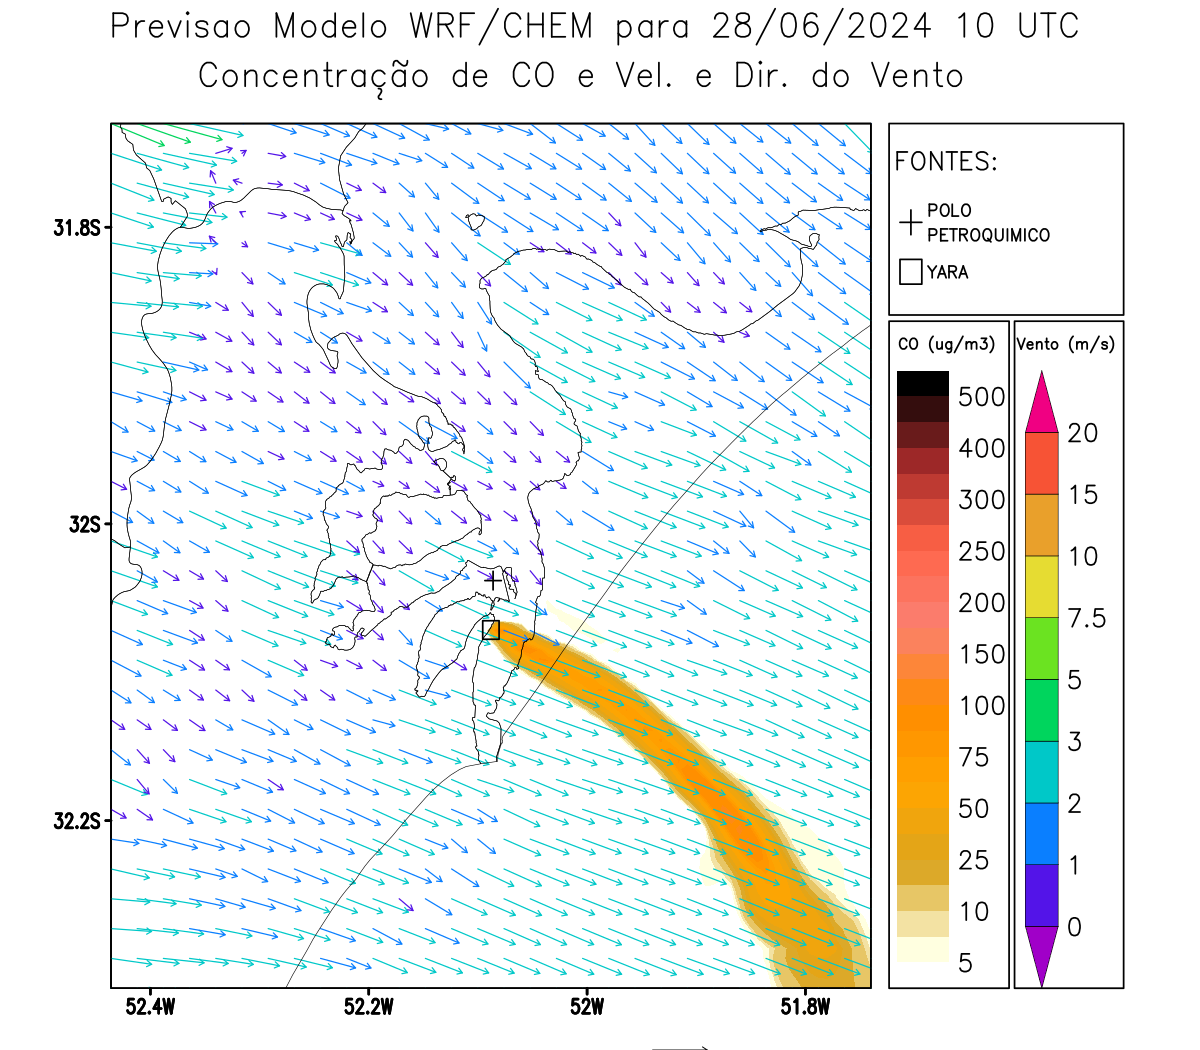 Previsao Modelo WRF/CHEM para 28/06/2024 10 UTC
Concentração de CO e Vel. e Dir. do Vento
FONTES:
POLO
PETROQUIMICO
YARA
CO (ug/m3)
500
400
300
250
200
150
100
75
50
25
10
5
Vento (m/s)
20
15
10
7.5
5
3
2
1
0
31.8S
32S
32.2S
52.4W
52.2W
52W
51.8W